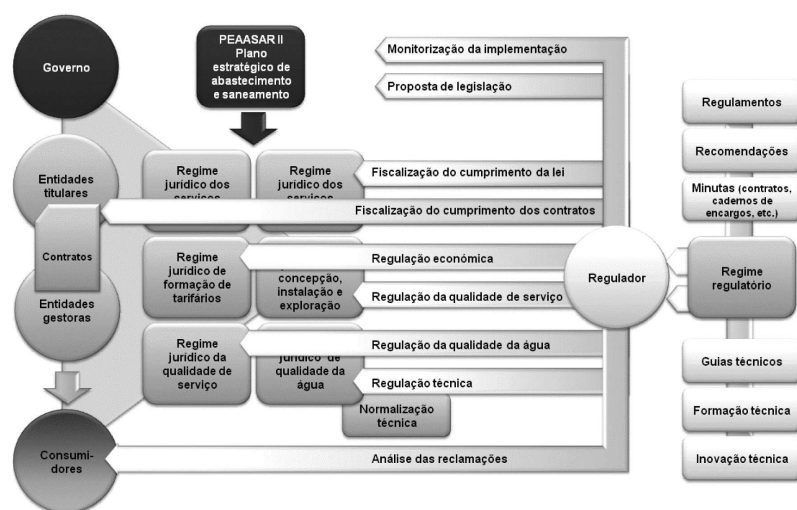 Governo
PEAASAR II
Plano
estratégico de
abastecimento
e saneamento
Monitorização da implementação
Proposta de legislação
Regulamentos
Recomendações
Minutas (contratos,
cadernos de
encargos, etc.)
Entidades
titulares
Regime
jurídico dos
serviços
Regime
jurídico dos
serviços
Fiscalização do cumprimento da lei
Fiscalização do cumprimento dos contratos
Contratos
Entidades
gestoras
Regime
jurídico de
formação de
tarifários
concepção,
instalação e
exploração
Regulação económica
Regulação da qualidade de serviço
Regulador
Regime
regulatório
Regime
jurídico da
qualidade de
serviço
jurídico de
qualidade da
água
Regulação da qualidade da água
Regulação técnica
Normalização
técnica
Guias técnicos
Formação técnica
Inovação técnica
Consumi-
dores
Análise das reclamações